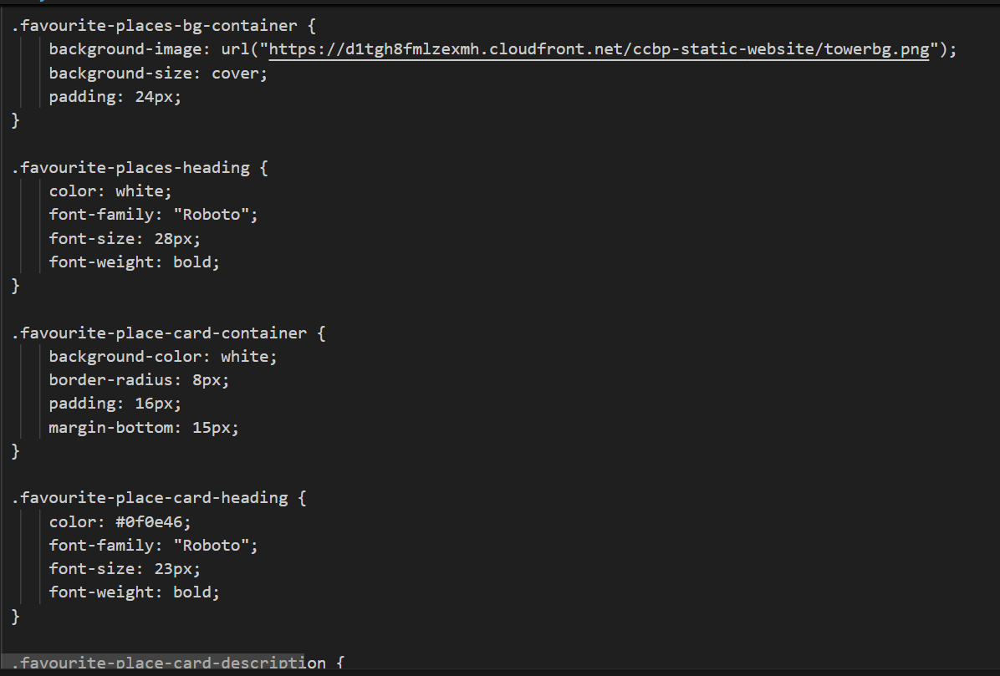 .favourite-places-bg-container {
    background-image: url("https://d1tgh8fmlzexmh.cloudfront.net/ccbp-static-website/towerbg.png");
    background-size: cover;
    padding: 24px;
}

.favourite-places-heading {
    color: white;
    font-family: "Roboto";
    font-size: 28px;
    font-weight: bold;
}

.favourite-place-card-container {
    background-color: white;
    border-radius: 8px;
    padding: 16px;
    margin-bottom: 15px;
}

.favourite-place-card-heading {
    color: #0f0e46;
    font-family: "Roboto";
    font-size: 23px;
    font-weight: bold;
}

.favourite-place-card-description {